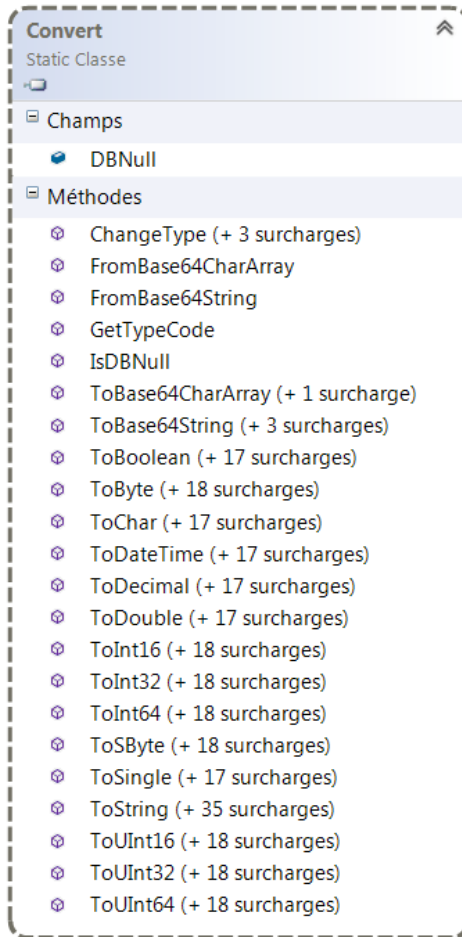 Convert
Static Classe
Champs
DBNull
Méthodes
ChangeType (+ 3 surcharges)
FromBase64CharArray
FromBase64String
GetTypeCode
IsDBNull
ToBase64CharArray (+ 1 surcharge)
ToBase64String (+ 3 surcharges)
ToBoolean (+ 17 surcharges)
ToByte (+ 18 surcharges)
ToChar (+ 17 surcharges)
ToDateTime (+ 17 surcharges)
ToDecimal (+ 17 surcharges)
ToDouble (+ 17 surcharges)
ToInt16 (+ 18 surcharges)
ToInt32 (+ 18 surcharges)
ToInt64 (+ 18 surcharges)
ToSByte (+ 18 surcharges)
ToSingle (+ 17 surcharges)
ToString (+ 35 surcharges)
ToUInt16 (+ 18 surcharges)
ToUInt32 (+ 18 surcharges)
ToUInt64 (+ 18 surcharges)